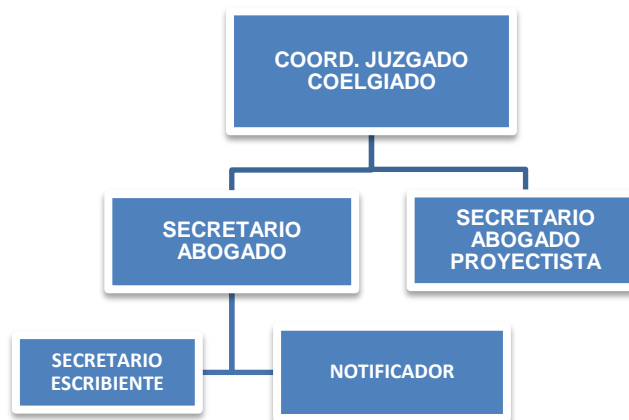 COORD. JUZGADO
COELGIADO
SECRETARIO
ABOGADO
SECRETARIO
ABOGADO
PROYECTISTA
SECRETARIO
ESCRIBIENTE
NOTIFICADOR